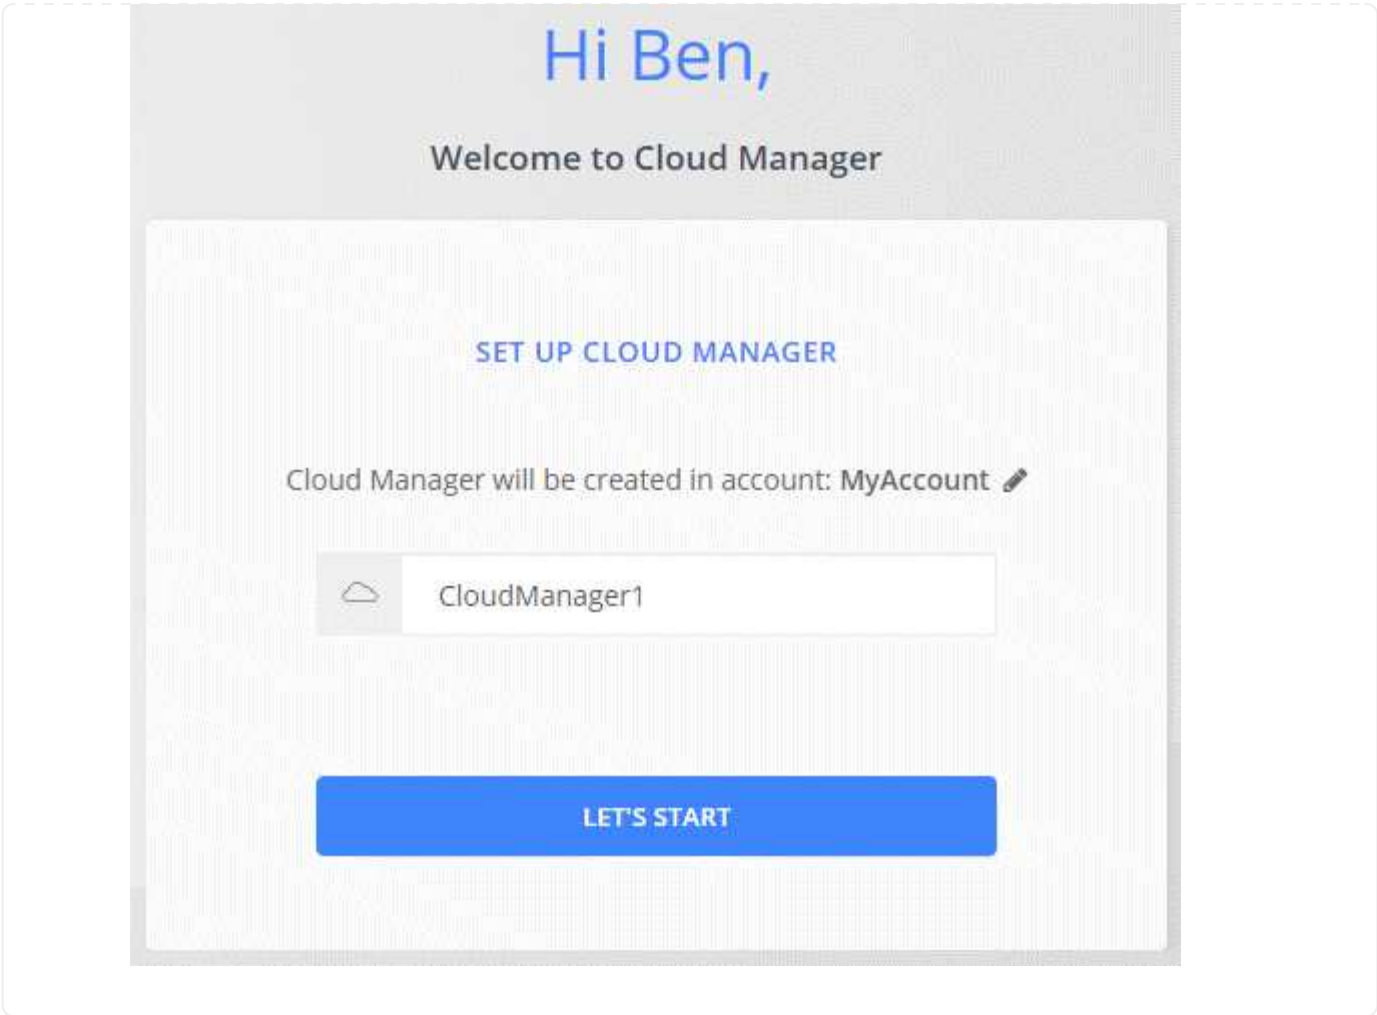 Hi Ben,
Welcome to Cloud Manager
SET UP CLOUD MANAGER
Cloud Manager will be created in account: MyAccount
CloudManager1
LET'S START